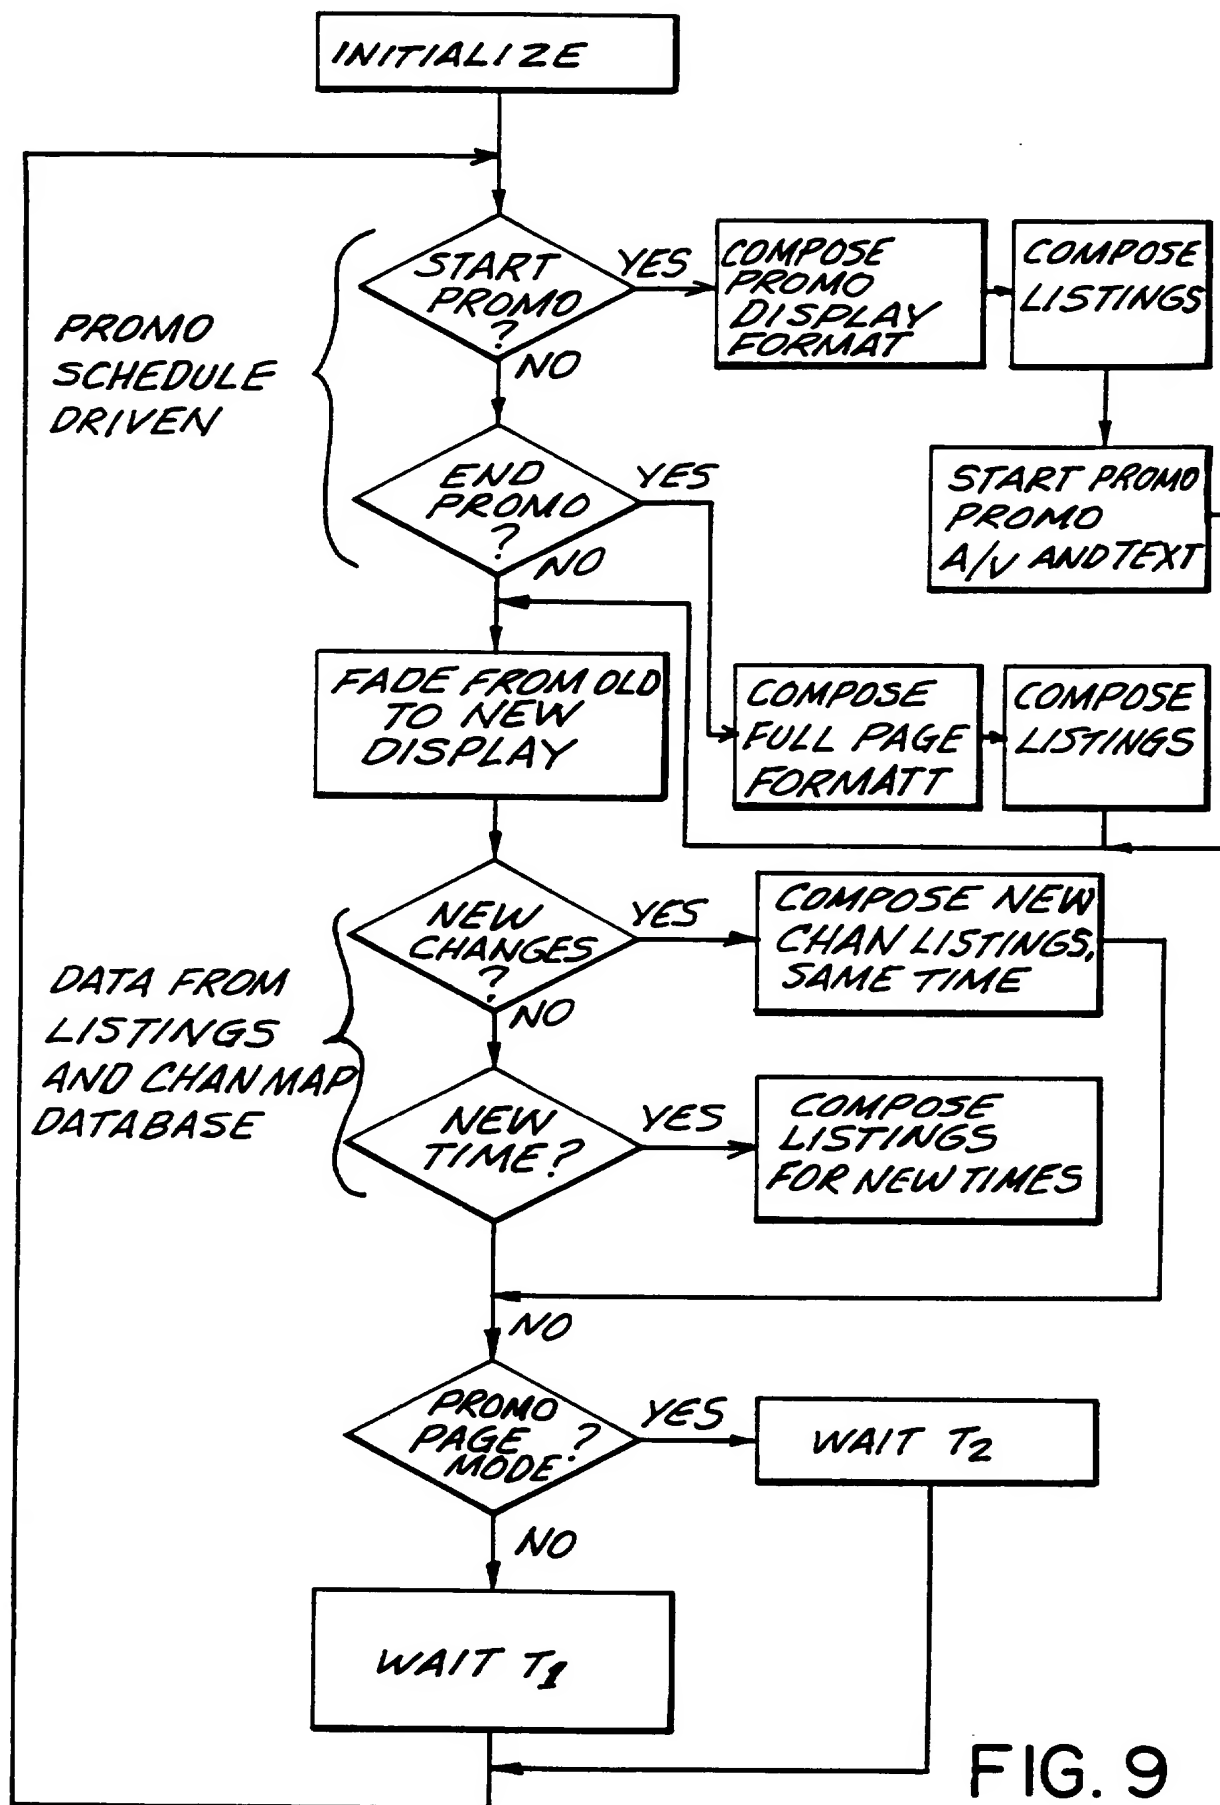 INITIALIZE
START
PROMO
?
YES
NO
COMPOSE
PROMO
DISPLAY
FORMAT
COMPOSE
LISTINGS
PROMO
SCHEDULE
DRIVEN
START PROMO
PROMO
A/V AND TEXT
END
PROMO
?
YES
NO
FADE FROM OLD
TO NEW
DISPLAY
COMPOSE
FULL PAGE
FORMATT
COMPOSE
LISTINGS
NEW
CHANGES
?
YES
NO
COMPOSE NEW
CHAN LISTINGS,
SAME TIME
DATA FROM
LISTINGS
AND CHAN MAP
DATABASE
NEW
TIME?
YES
COMPOSE
LISTINGS
FOR NEW TIMES
NO
PROMO
PAGE ?
MODE
YES
WAIT T2
NO
WAIT T1
FIG. 9